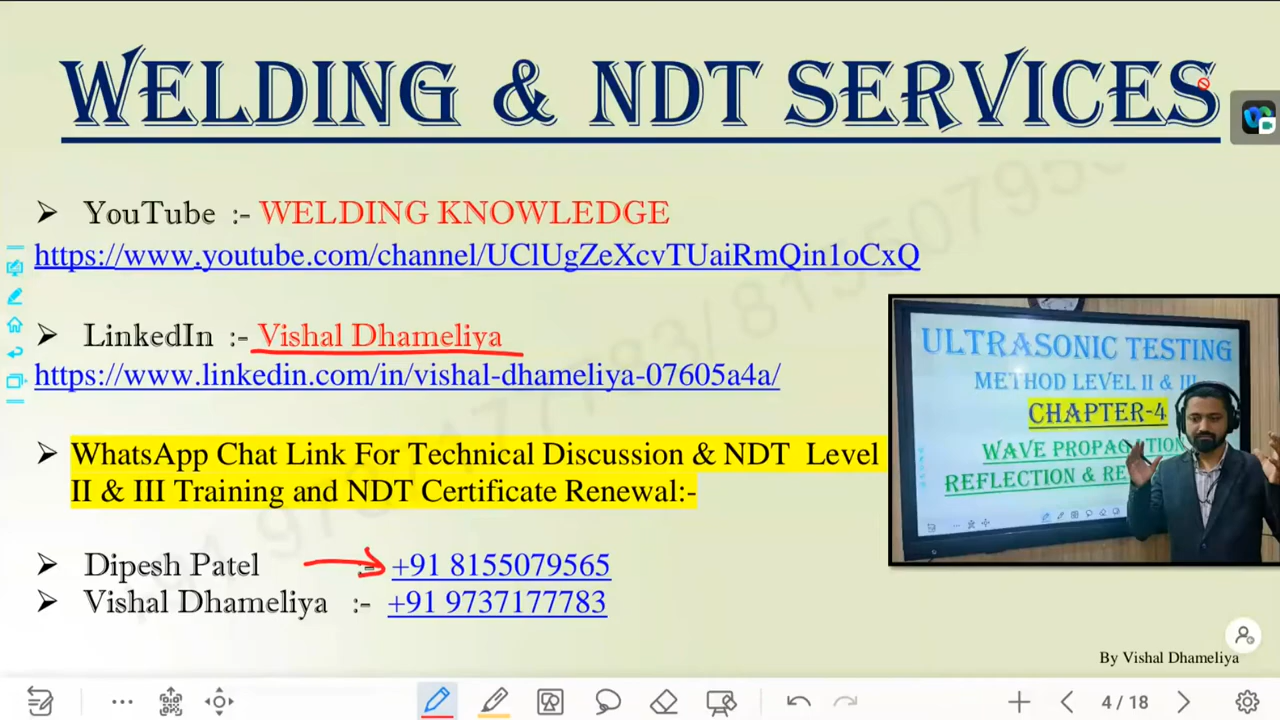 WELDING & NDT SERVICES
➢ YouTube :- WELDING KNOWLEDGE
https://www.youtube.com/channel/UClUgZeXcvTUaiRmQin1oCxQ
➢ LinkedIn :- Vishal Dhameliya
https://www.linkedin.com/in/vishal-dhameliya-07605a4a/
➢ WhatsApp Chat Link For Technical Discussion & NDT Level
II & III Training and NDT Certificate Renewal:-
➢ Dipesh Patel :- +91 8155079565
➢ Vishal Dhameliya :- +91 9737177783
ULTRASONIC TESTING
METHOD LEVEL II & III
CHAPTER-4
WAVE
REFLECTION &
By Vishal Dhameliya
4 / 18